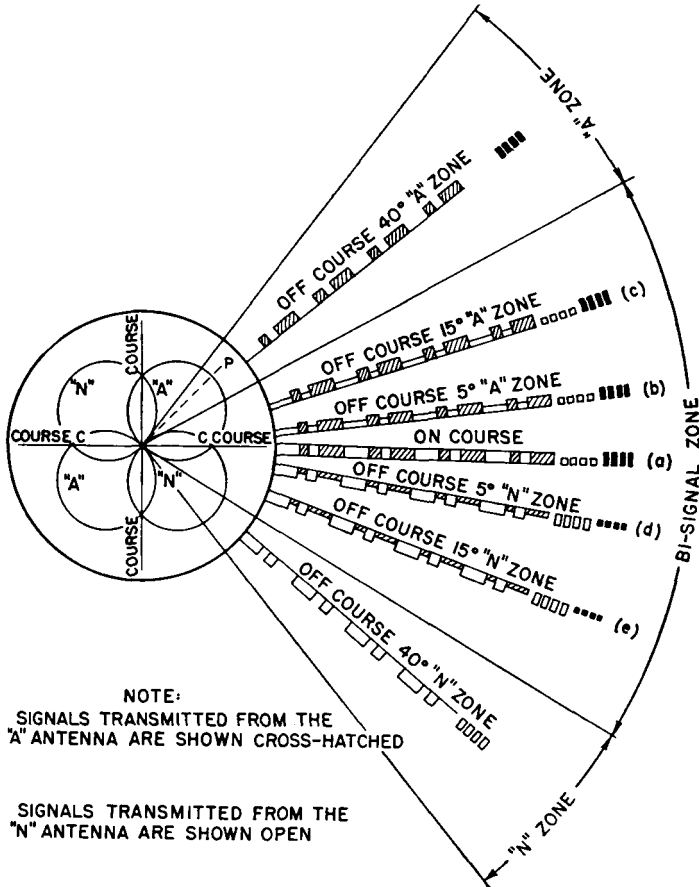 "A" ZONE
OFF COURSE 40° "A" ZONE
OFF COURSE 15° "A" ZONE
(c)
OFF COURSE 5° "A" ZONE
(b)
ON COURSE
(a)
OFF COURSE 5° "N" ZONE
(d)
OFF COURSE 15° "N" ZONE
(e)
OFF COURSE 40° "N" ZONE
BI-SIGNAL ZONE
"N" ZONE
COURSE
P
"N"
"A"
COURSE C
C COURSE
"A"
"N"
COURSE
NOTE:
SIGNALS TRANSMITTED FROM THE
"A" ANTENNA ARE SHOWN CROSS-HATCHED
SIGNALS TRANSMITTED FROM THE
"N" ANTENNA ARE SHOWN OPEN